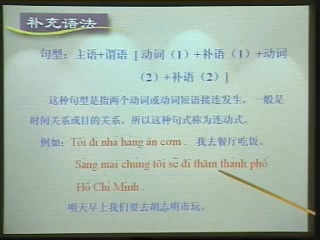 补充语法
句型：主语+谓语 [ 动词（1）+补语（1）+动词
（2）+补语（2）]
这种句型是指两个动词或动词短语接连发生，一般是
时间关系或目的关系，所以这种句式称为连动式。
例如：Tôi đi nhà hàng ăn cơm . 我去餐厅吃饭。
Sáng mai chúng tôi sẽ đi thăm thành phố
Hồ Chí Minh .
明天早上我们要去胡志明市玩。